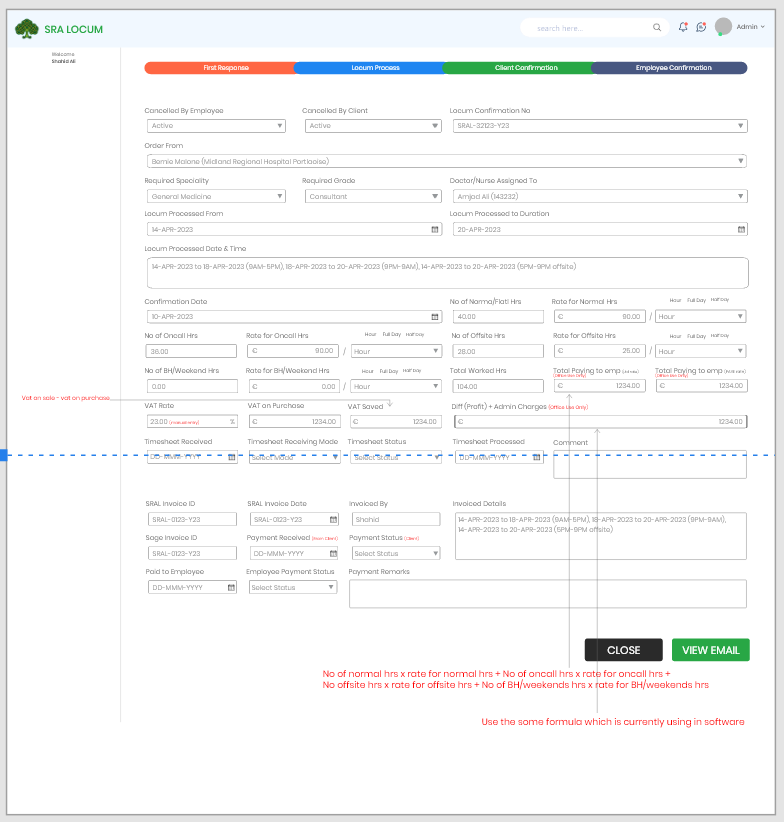 SRA LOCUM
search here...
Admin
Welcome
Shahid Ali
First Response
Locum Process
Client Confirmation
Employee Confirmation
Cancelled By Employee
Cancelled By Client
Locum Confirmation No
Active
Active
SRAL-32123-Y23
Order From
Bernie Malone (Midland Regional Hospital Portlaoise)
Required Speciality
Required Grade
Doctor/Nurse Assigned To
General Medicine
Consultant
Amjad Ali (143232)
Locum Processed From
Locum Processed to Duration
14-APR-2023
20-APR-2023
Locum Processed Date & Time
14-APR-2023 to 18-APR-2023 (9AM-5PM), 18-APR-2023 to 20-APR-2023 (9PM-9AM), 14-APR-2023 to 20-APR-2023 (5PM-9PM offsite)
Confirmation Date
No of Norma/Flat1 Hrs
Rate for Normal Hrs
Hour Full Day Half Day
10-APR-2023
40.00
€ 90.00 / Hour
No of Oncall Hrs
Rate for Oncall Hrs
Hour Full Day Half Day
No of Offsite Hrs
Rate for Offsite Hrs
Hour Full Day Half Day
36.00
€ 90.00 / Hour
28.00
€ 25.00 / Hour
No of BH/Weekend Hrs
Rate for BH/Weekend Hrs
Hour Full Day Half Day
Total Worked Hrs
Total Paying to emp
(Office Use Only)
Total Paying to emp
(Office Use Only)
0.00
€ 0.00 / Hour
104.00
€ 1234.00
€ 1234.00
Vat on sale - vat on purchase
VAT Rate
VAT on Purchase
VAT Saved
Diff (Profit) + Admin Charges (Office Use Only)
23.00 %
€ 1234.00
€ 1234.00
€ 1234.00
Timesheet Received
Timesheet Receiving Mode
Timesheet Status
Timesheet Processed
Comment
DD-MMM-YYYY
Select Mode
Select Status
DD-MMM-YYYY
SRAL Invoice ID
SRAL Invoice Date
Invoiced By
Invoiced Details
SRAL-0123-Y23
SRAL-0123-Y23
Shahid
14-APR-2023 to 18-APR-2023 (9AM-5PM), 18-APR-2023 to 20-APR-2023 (9PM-9AM),
14-APR-2023 to 20-APR-2023 (5PM-9PM offsite)
Sage Invoice ID
Payment Received (From Client)
Payment Status (Client)
SRAL-0123-Y23
DD-MMM-YYYY
Select Status
Paid to Employee
Employee Payment Status
Payment Remarks
DD-MMM-YYYY
Select Status
CLOSE
VIEW EMAIL
No of normal hrs x rate for normal hrs + No of oncall hrs x rate for oncall hrs +
No offsite hrs x rate for offsite hrs + No of BH/weekends hrs x rate for BH/weekends hrs
Use the some formula which is currently using in software